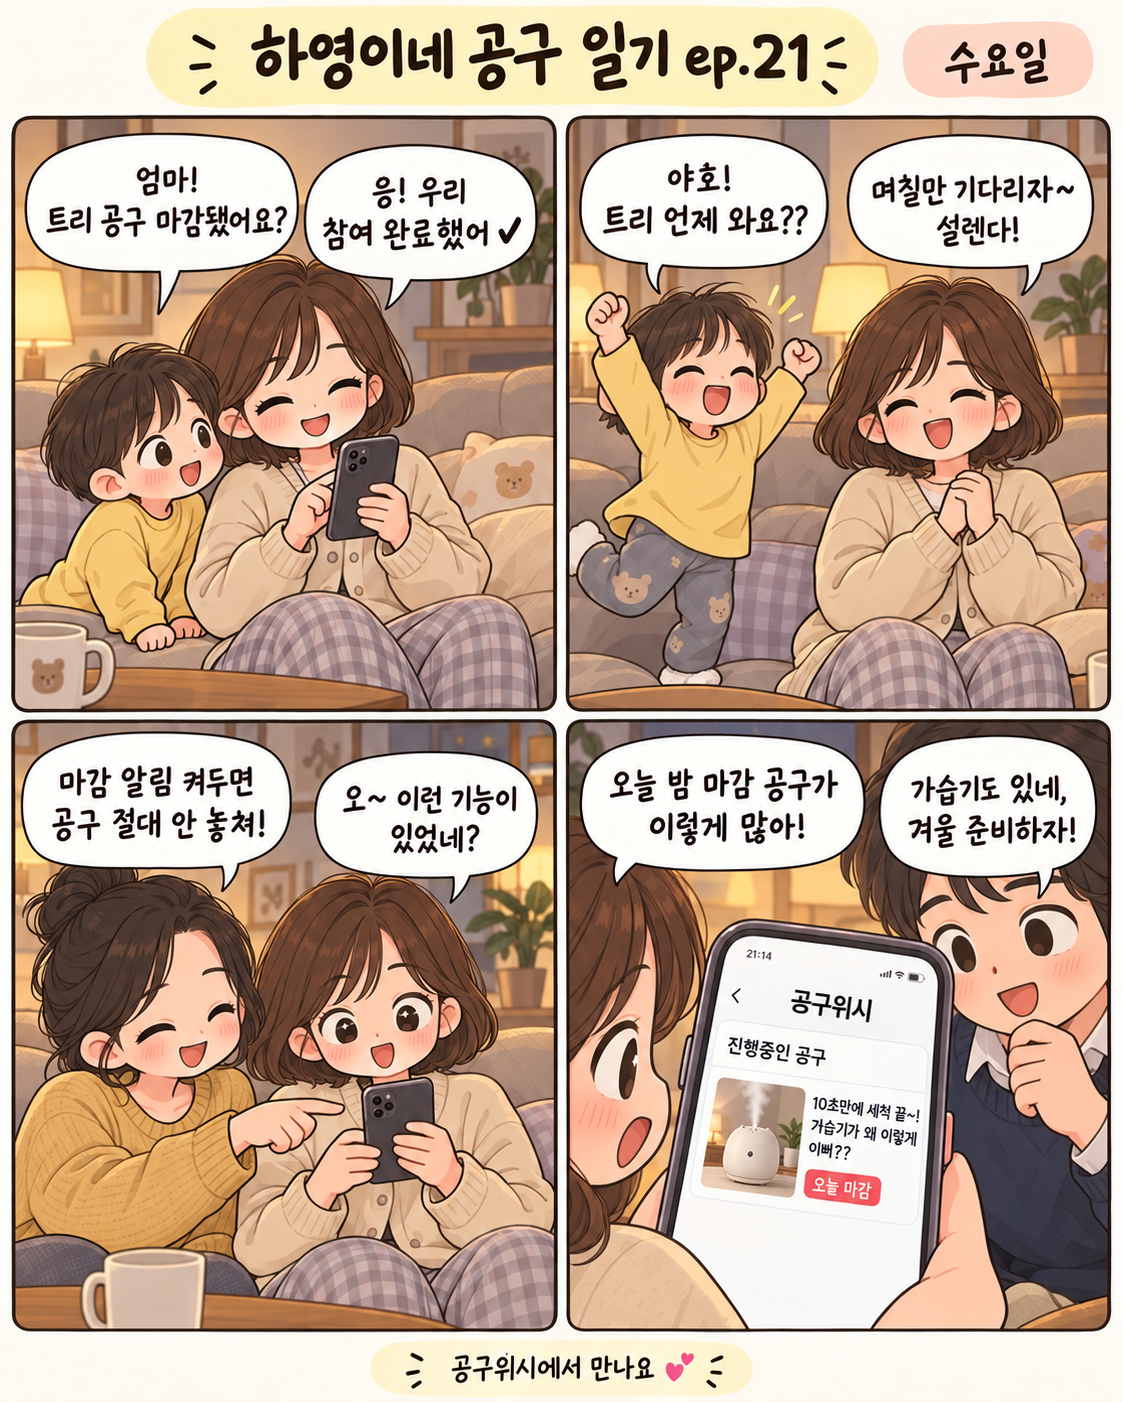 하영이네 공구 일기 ep.21
수요일
엄마!
트리 공구 마감됐어요?
응! 우리
참여 완료했어 ✔
야호!
트리 언제 와요??
며칠만 기다리자~
설렌다!
마감 알림 켜두면
공구 절대 안 놓쳐!
오~ 이런 기능이
있었네?
오늘 밤 마감 공구가
이렇게 많아!
가습기도 있네,
겨울 준비하자!
21:14
공구위시
진행중인 공구
10초만에 세척 끝~!
가습기가 왜 이렇게
이뻐??
오늘 마감
공구위시에서 만나요 💕